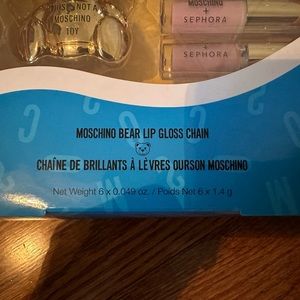 THIS IS NOT A
MOSCHINO
TOY
MOSCHINO
+
SEPHORA
+
SEPHORA
MOSCHINO BEAR LIP GLOSS CHAIN
CHAÎNE DE BRILLANTS À LÈVRES OURSON MOSCHINO
Net Weight 6 x 0.049 oz. / Poids Net 6 x 1.4 g